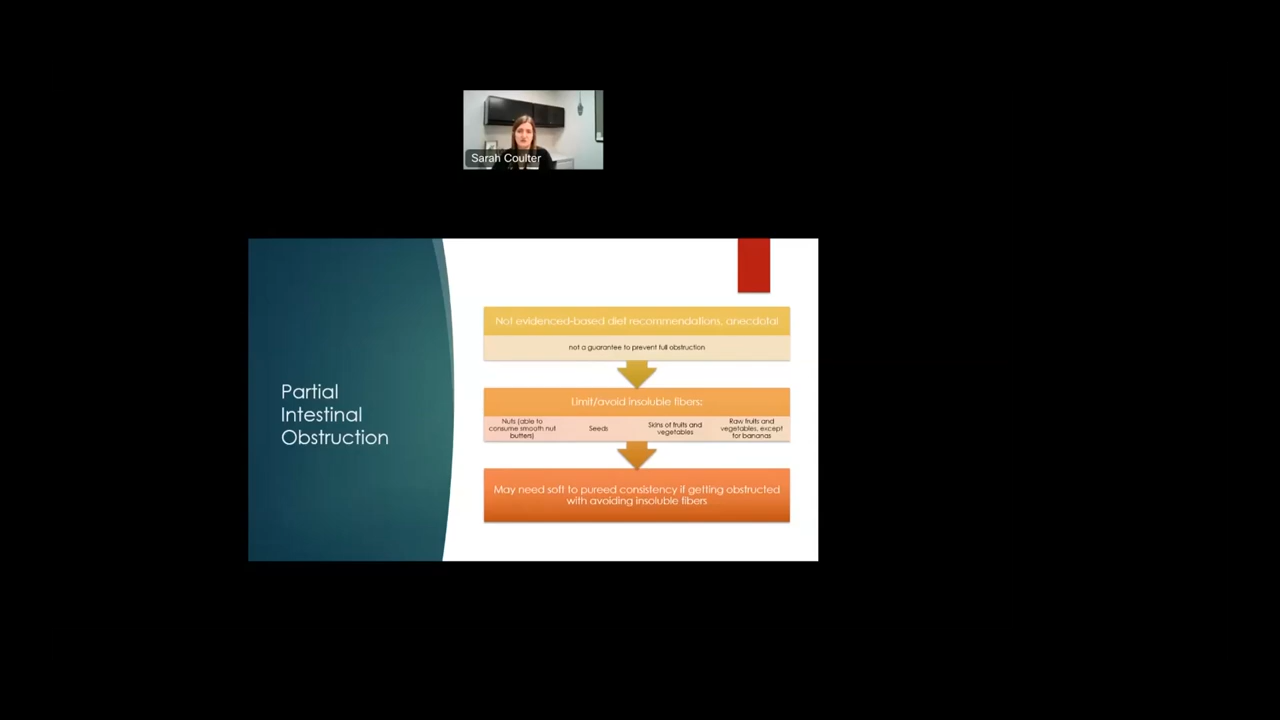 Sarah Coulter
Partial
Intestinal
Obstruction
Not evidenced-based diet recommendations, anecdotal
not a guarantee to prevent full obstruction
Limit/avoid insoluble fibers:
Nuts (able to
consume smooth nut
butters)
Seeds
Skins of fruits and
vegetables
Raw fruits and
vegetables, except
for bananas
May need soft to pureed consistency if getting obstructed
with avoiding insoluble fibers